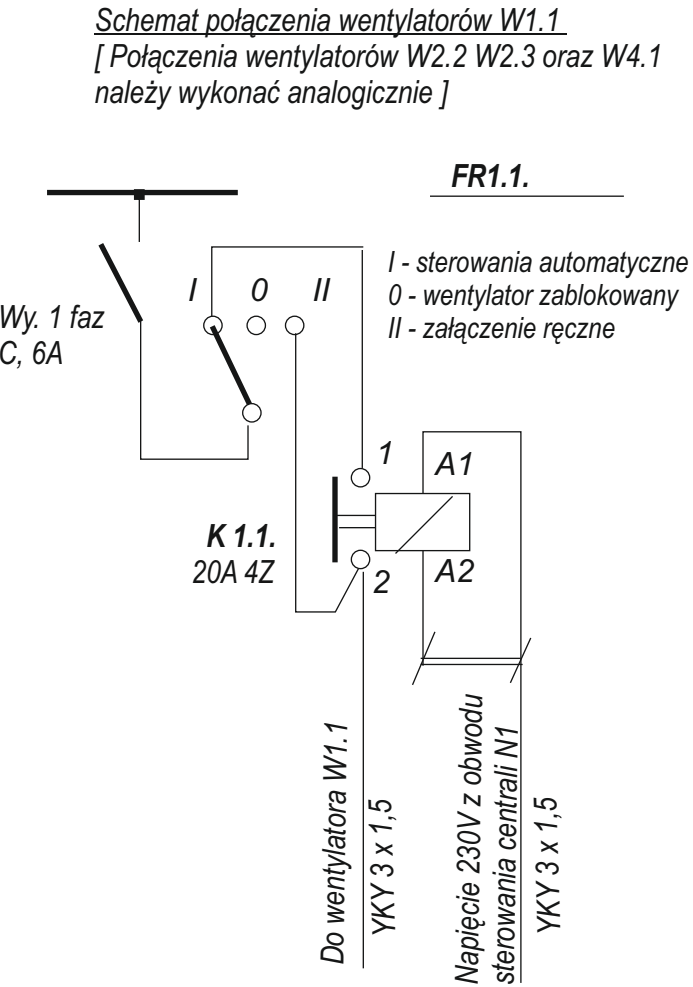 Schemat połączenia wentylatorów W1.1
[ Połączenia wentylatorów W2.2 W2.3 oraz W4.1
należy wykonać analogicznie ]
FR1.1.
I - sterowania automatyczne
0 - wentylator zablokowany
II - załączenie ręczne
I 0 II
Wy. 1 faz
C, 6A
1
A1
K 1.1.
20A 4Z
2
A2
Do wentylatora W1.1
YKY 3 x 1,5
Napięcie 230V z obwodu
sterowania centrali N1
YKY 3 x 1,5